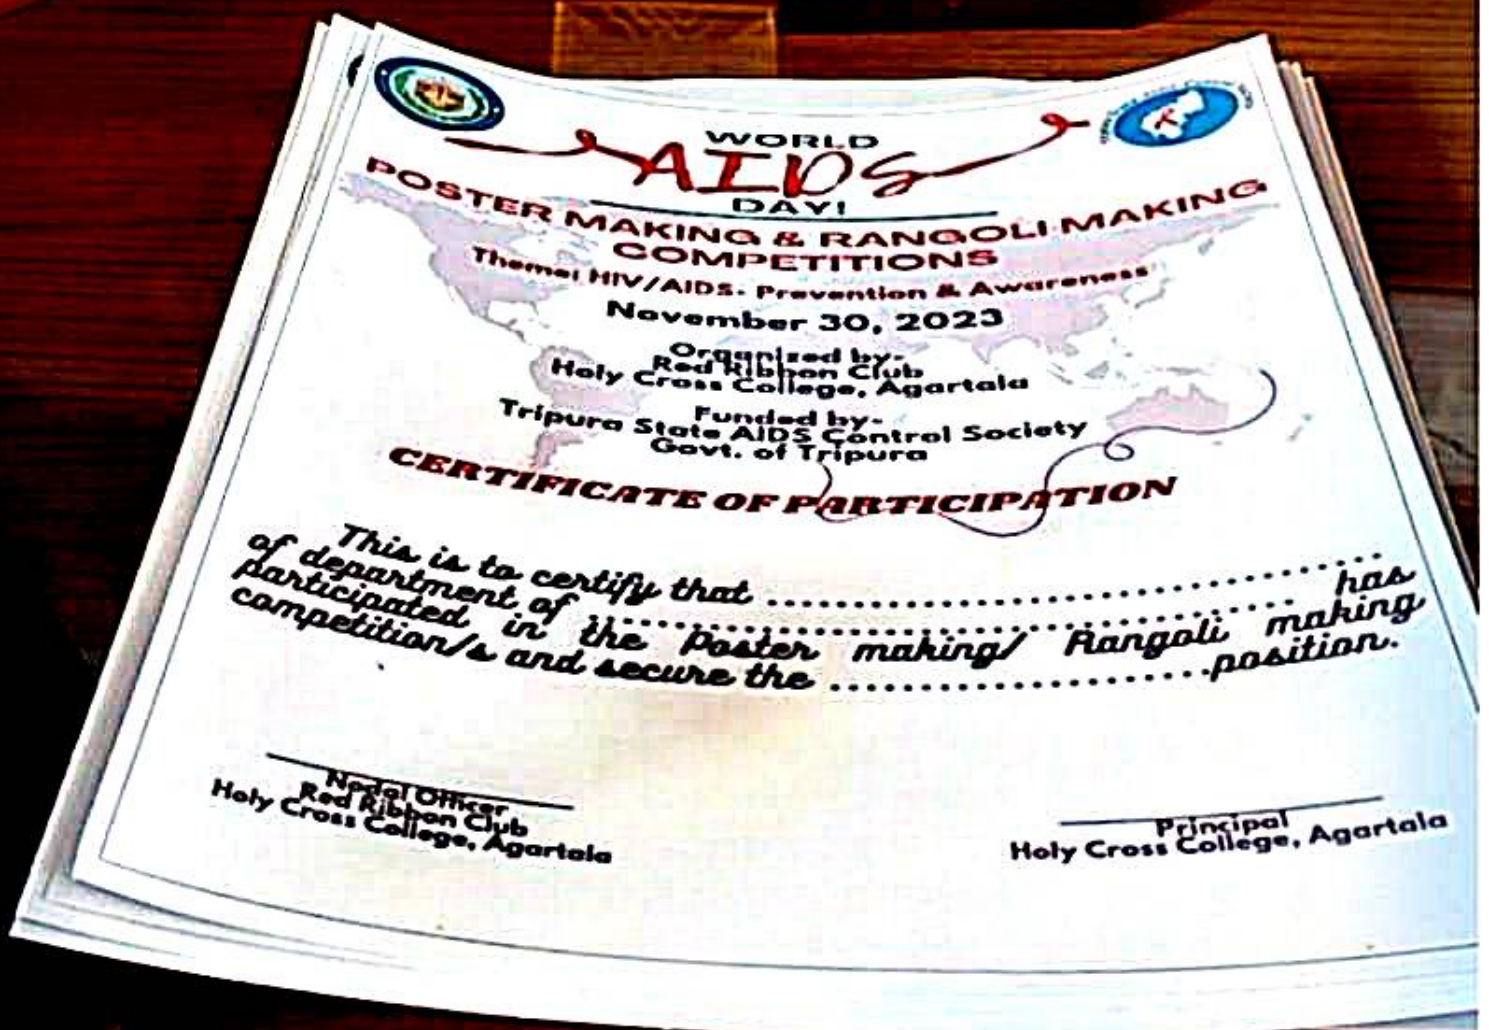 WORLD
AIDS
DAY!
POSTER MAKING & RANGOLI MAKING
COMPETITIONS
Theme: HIV/AIDS- Prevention & Awareness
November 30, 2023
Organized by-
Red Ribbon Club
Holy Cross College, Agartala
Funded by-
Tripura State AIDS Control Society
Govt. of Tripura
CERTIFICATE OF PARTICIPATION
This is to certify that ................................................
of department of ...................................................... has
participated in the Poster making/ Rangoli making
competition/s and secure the ..........................position.
Nodal Officer
Red Ribbon Club
Holy Cross College, Agartala
Principal
Holy Cross College, Agartala